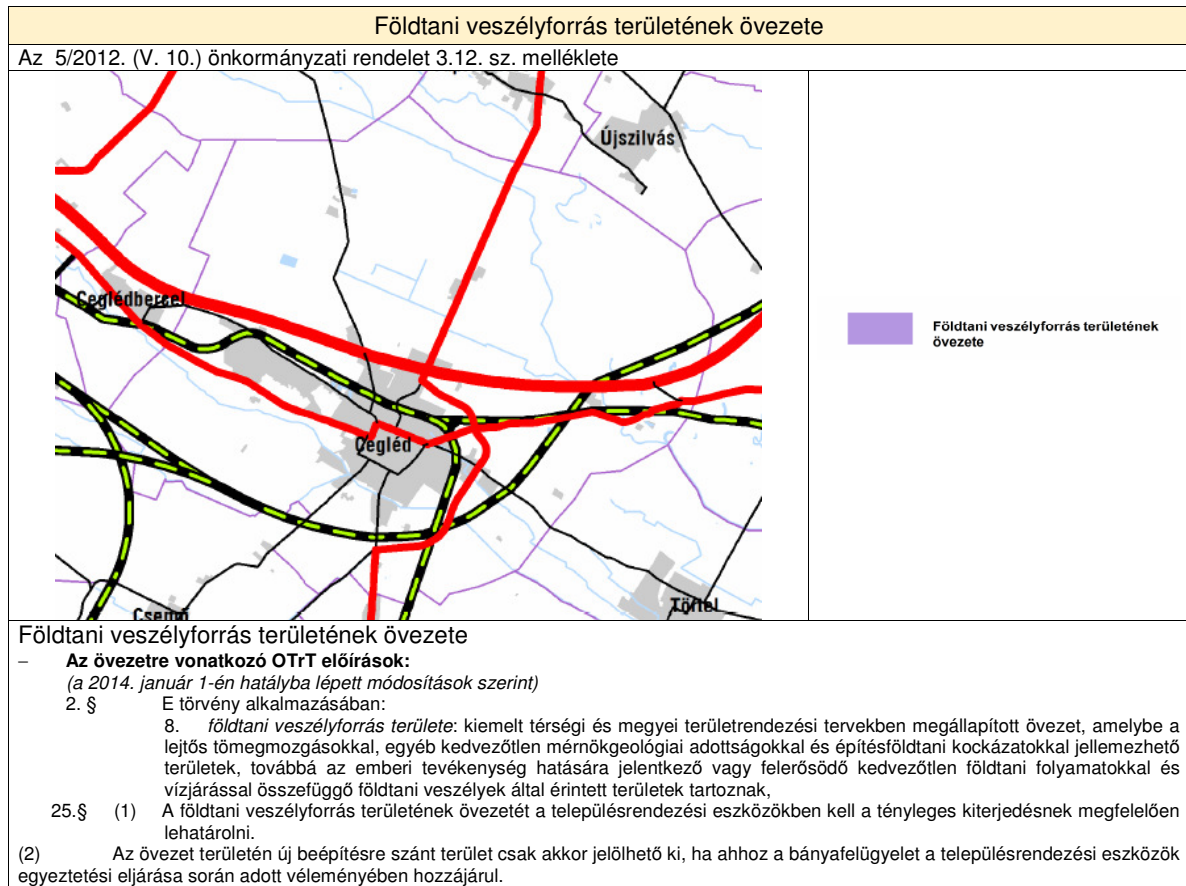 Földtani veszélyforrás területének övezete
Az 5/2012. (V. 10.) önkormányzati rendelet 3.12. sz. melléklete
Újszilvás
Ceglédbercel
Cegléd
Törtel
Csemő
Földtani veszélyforrás területének
övezete
Földtani veszélyforrás területének övezete
– Az övezetre vonatkozó OTrT előírások:
(a 2014. január 1-én hatályba lépett módosítások szerint)
2. § E törvény alkalmazásában:
8. földtani veszélyforrás területe: kiemelt térségi és megyei területrendezési tervekben megállapított övezet, amelybe a
lejtős tömegmozgásokkal, egyéb kedvezőtlen mérnökgeológiai adottságokkal és építésföldtani kockázatokkal jellemezhető
területek, továbbá az emberi tevékenység hatására jelentkező vagy felerősödő kedvezőtlen földtani folyamatokkal és
vízjárással összefüggő földtani veszélyek által érintett területek tartoznak,
25.§ (1) A földtani veszélyforrás területének övezetét a településrendezési eszközökben kell a tényleges kiterjedésnek megfelelően
lehatárolni.
(2) Az övezet területén új beépítésre szánt terület csak akkor jelölhető ki, ha ahhoz a bányafelügyelet a településrendezési eszközök
egyeztetési eljárása során adott véleményében hozzájárul.